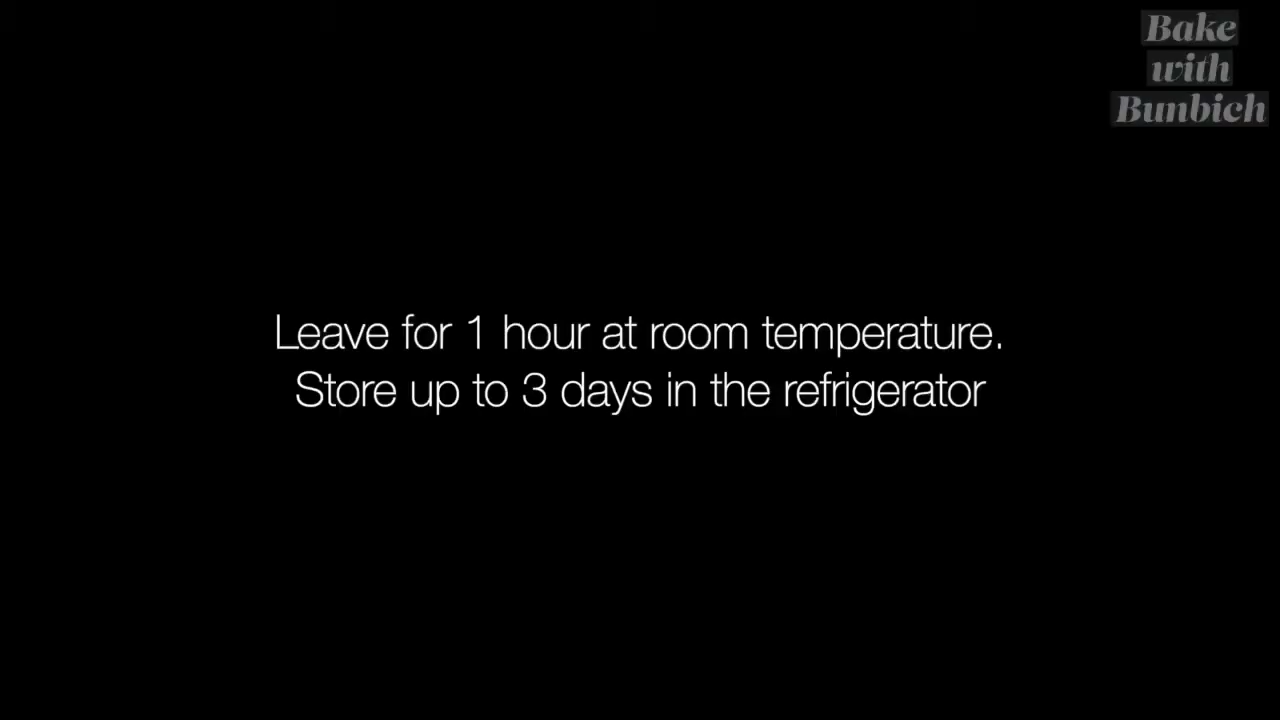 Bake
with
Bunbich
Leave for 1 hour at room temperature.
Store up to 3 days in the refrigerator